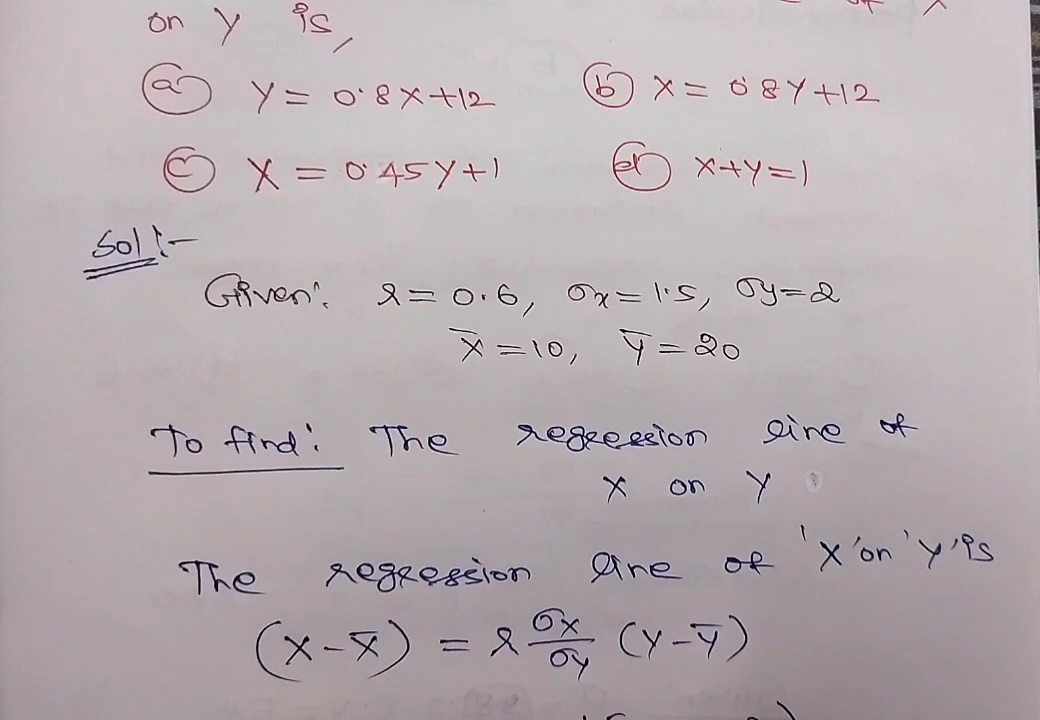 of X
on Y is,
(a) Y = 0.8X+12 (b) X = 0.8Y+12
(c) X = 0.45Y+1 (d) X+Y=1
Sol:-
Given: r = 0.6, σx = 1.5, σy = 2
X̄ = 10, Ȳ = 20
To find: The regression line of
X on Y
The regression line of 'X' on 'Y' is
(X - X̄) = r σx/σy (Y - Ȳ)